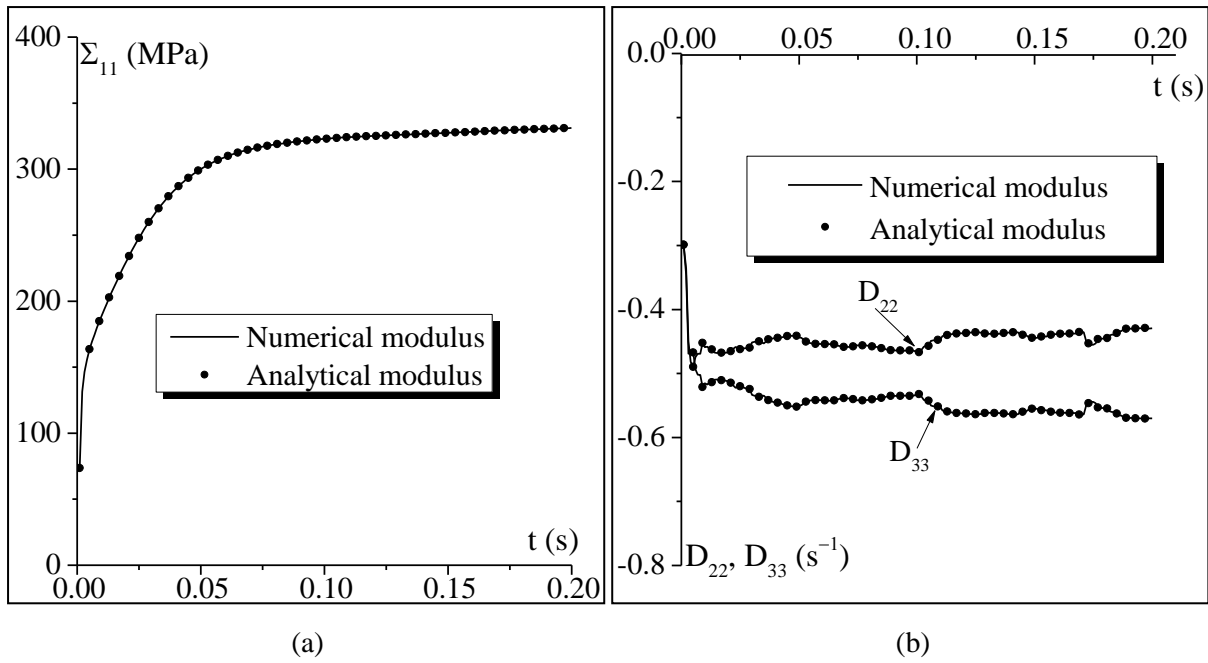 400
Σ11 (MPa)
300
200
Numerical modulus
Analytical modulus
100
t (s)
0
0.00 0.05 0.10 0.15 0.20
(a)
0.00 0.05 0.10 0.15 0.20
0.0
t (s)
-0.2
Numerical modulus
Analytical modulus
D22
-0.4
-0.6
D33
D22, D33 (s−1)
-0.8
(b)